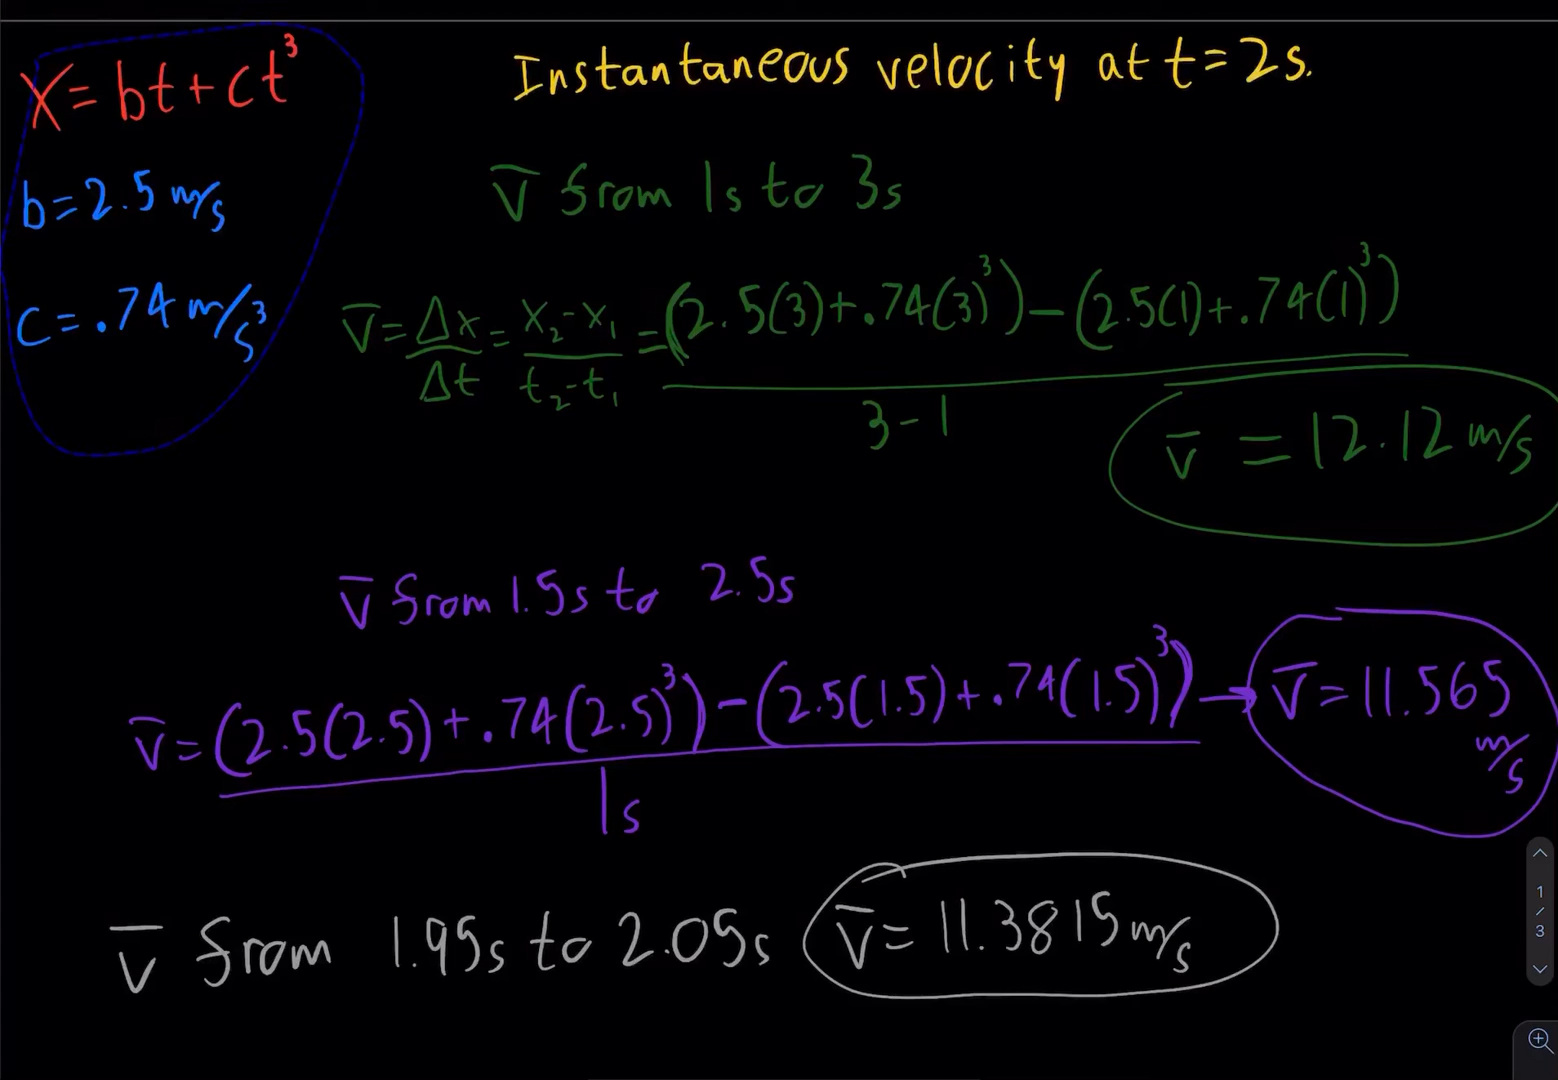 X = bt + ct³
Instantaneous velocity at t = 2s.
b = 2.5 m/s
v̅ from 1s to 3s
c = .74 m/s³
v̅ = Δx/Δt = (x₂ - x₁)/(t₂ - t₁) = ((2.5(3) + .74(3)³) - (2.5(1) + .74(1)³))/(3 - 1)
v̅ = 12.12 m/s
v̅ from 1.5s to 2.5s
v̅ = ((2.5(2.5) + .74(2.5)³) - (2.5(1.5) + .74(1.5)³))/1s → v̅ = 11.565 m/s
v̅ from 1.95s to 2.05s v̅ = 11.3815 m/s
1
/
3